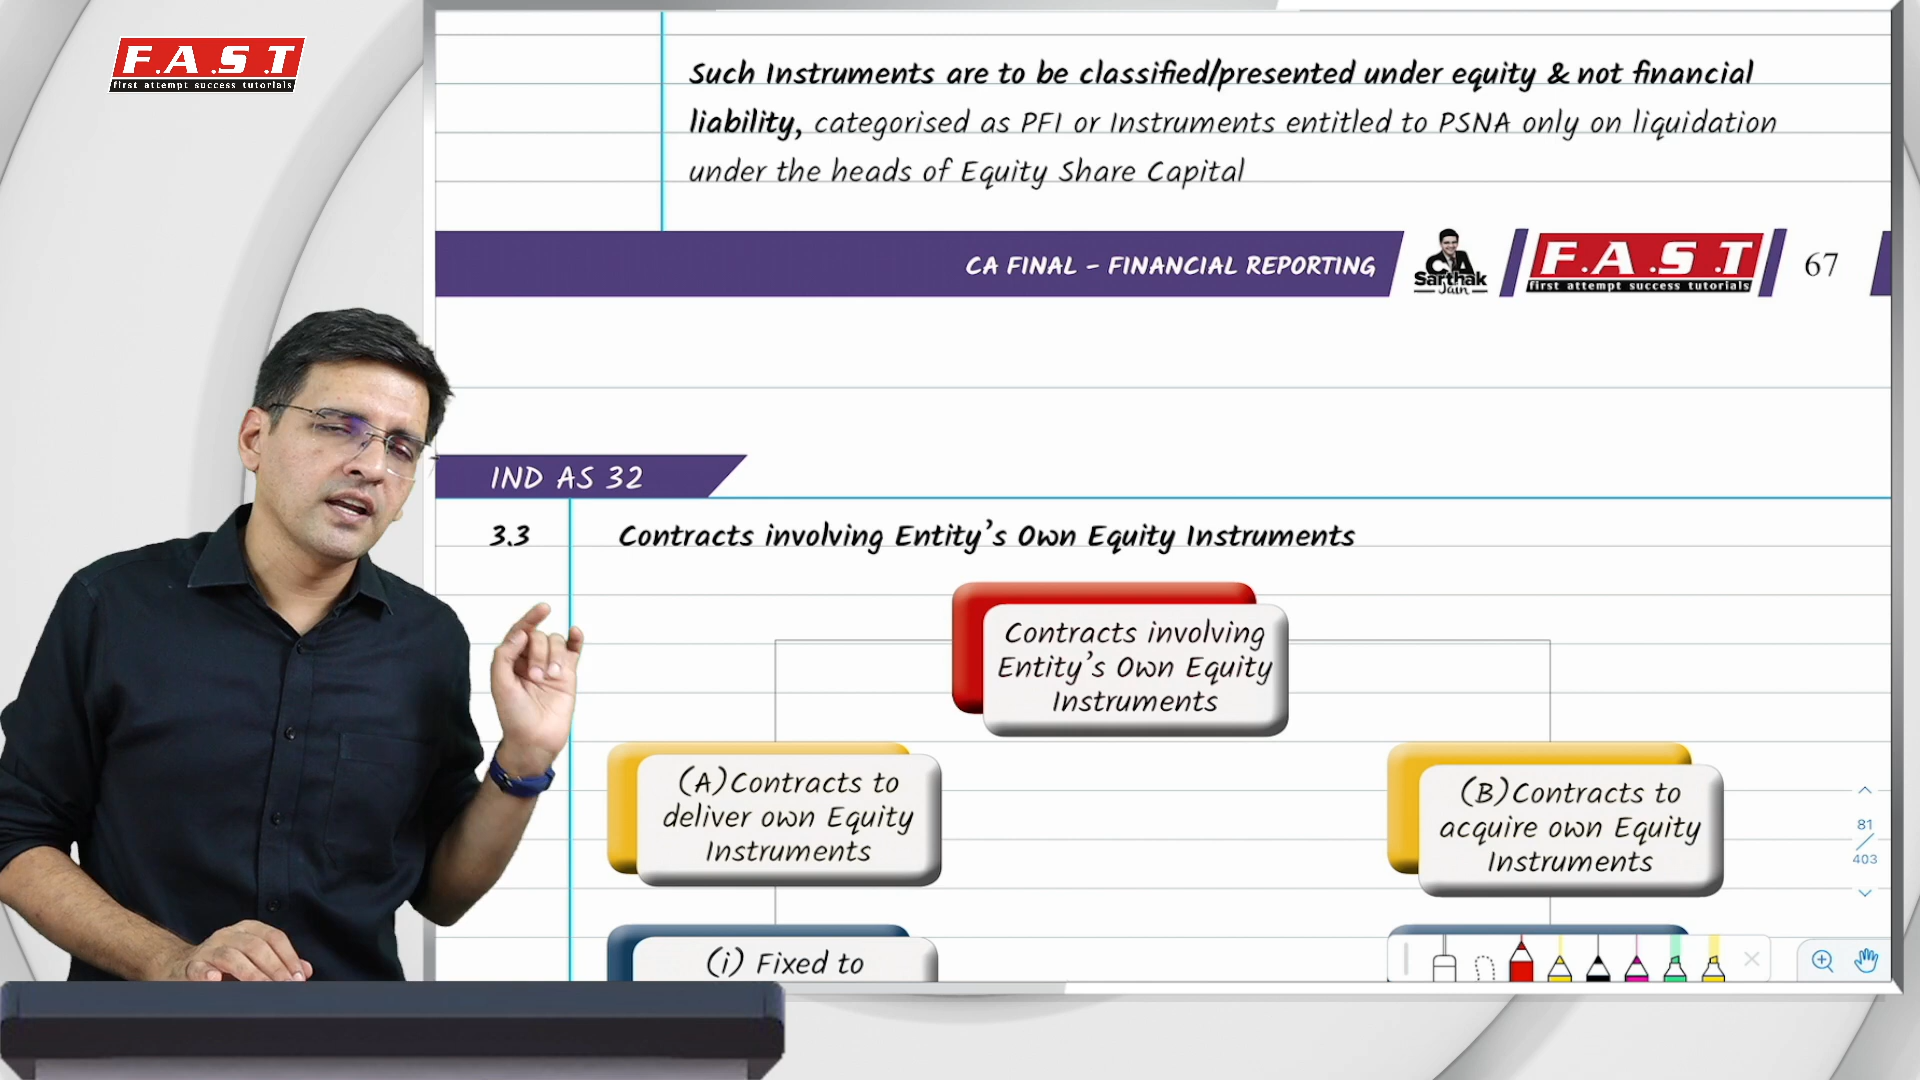 F.A.S.T
first attempt success tutorials
Such Instruments are to be classified/presented under equity & not financial
liability, categorised as PFI or Instruments entitled to PSNA only on liquidation
under the heads of Equity Share Capital
CA FINAL - FINANCIAL REPORTING
CA
Sarthak
Jain
F.A.S.T
first attempt success tutorials
67
IND AS 32
3.3 Contracts involving Entity's Own Equity Instruments
Contracts involving
Entity's Own Equity
Instruments
(A)Contracts to
deliver own Equity
Instruments
(B)Contracts to
acquire own Equity
Instruments
81
403
(i) Fixed to